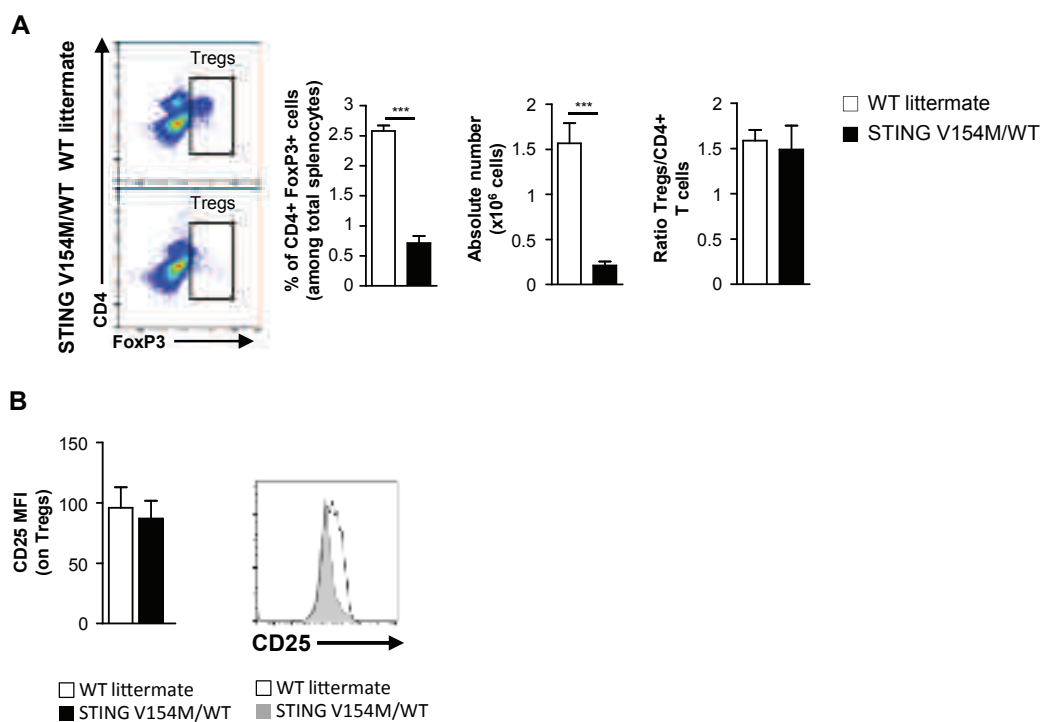 A
WT littermate
STING V154M/WT
CD4
FoxP3
Tregs
Tregs
% of CD4+ FoxP3+ cells
(among total splenocytes)
3
2.5
2
1.5
1
0.5
0
***
Absolute number
(x10⁶ cells)
2
1.5
1
0.5
0
***
Ratio Tregs/CD4+
T cells
2
1.5
1
0.5
0
WT littermate
STING V154M/WT
B
CD25 MFI
(on Tregs)
150
100
50
0
CD25
WT littermate
STING V154M/WT
WT littermate
STING V154M/WT